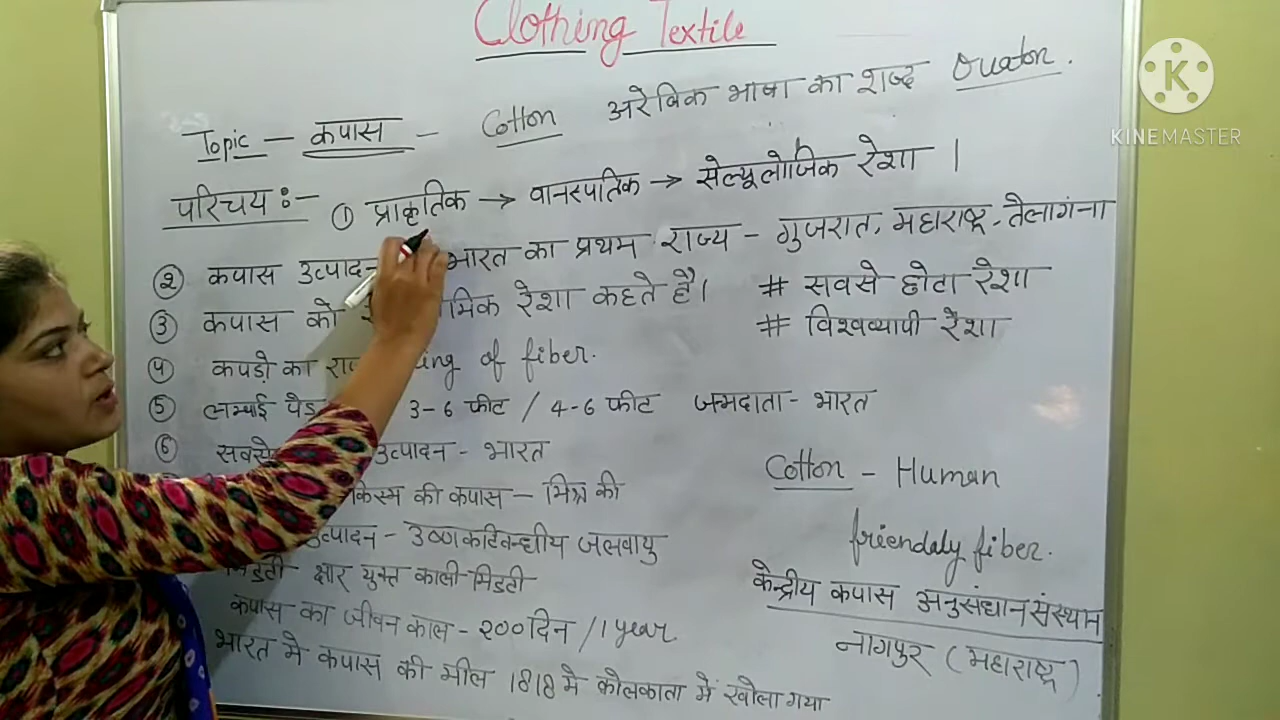 Clothing Textile
Topic — कपास – Cotton अरेबिक भाषा का शब्द Quaton.
परिचय :– ① प्राकृतिक → वानस्पतिक → सेल्यूलोजिक रेशा |
② कपास उत्पादन भारत का प्रथम राज्य – गुजरात, महाराष्ट्र, तेलागंना
③ कपास को रेशा कहते है। # सबसे छोटा रेशा
# विश्वव्यापी रेशा
④ कपड़ो का of fiber.
⑤ लम्बाई 3-6 फीट / 4-6 फीट जन्मदाता – भारत
⑥ सबसे उत्पादन – भारत
की कपास – मिस्र की
उत्पादन – उष्णकटिबन्धीय जलवायु
क्षार युक्त काली मिट्टी
कपास का जीवन काल – २००दिन / 1 year
भारत मे कपास की मील 1818 मे कोलकाता में खोला गया
Cotton – Human
friendaly fiber.
केन्द्रीय कपास अनुसंधान संस्थाम
नागपुर (महाराष्ट्र)
KINEMASTER